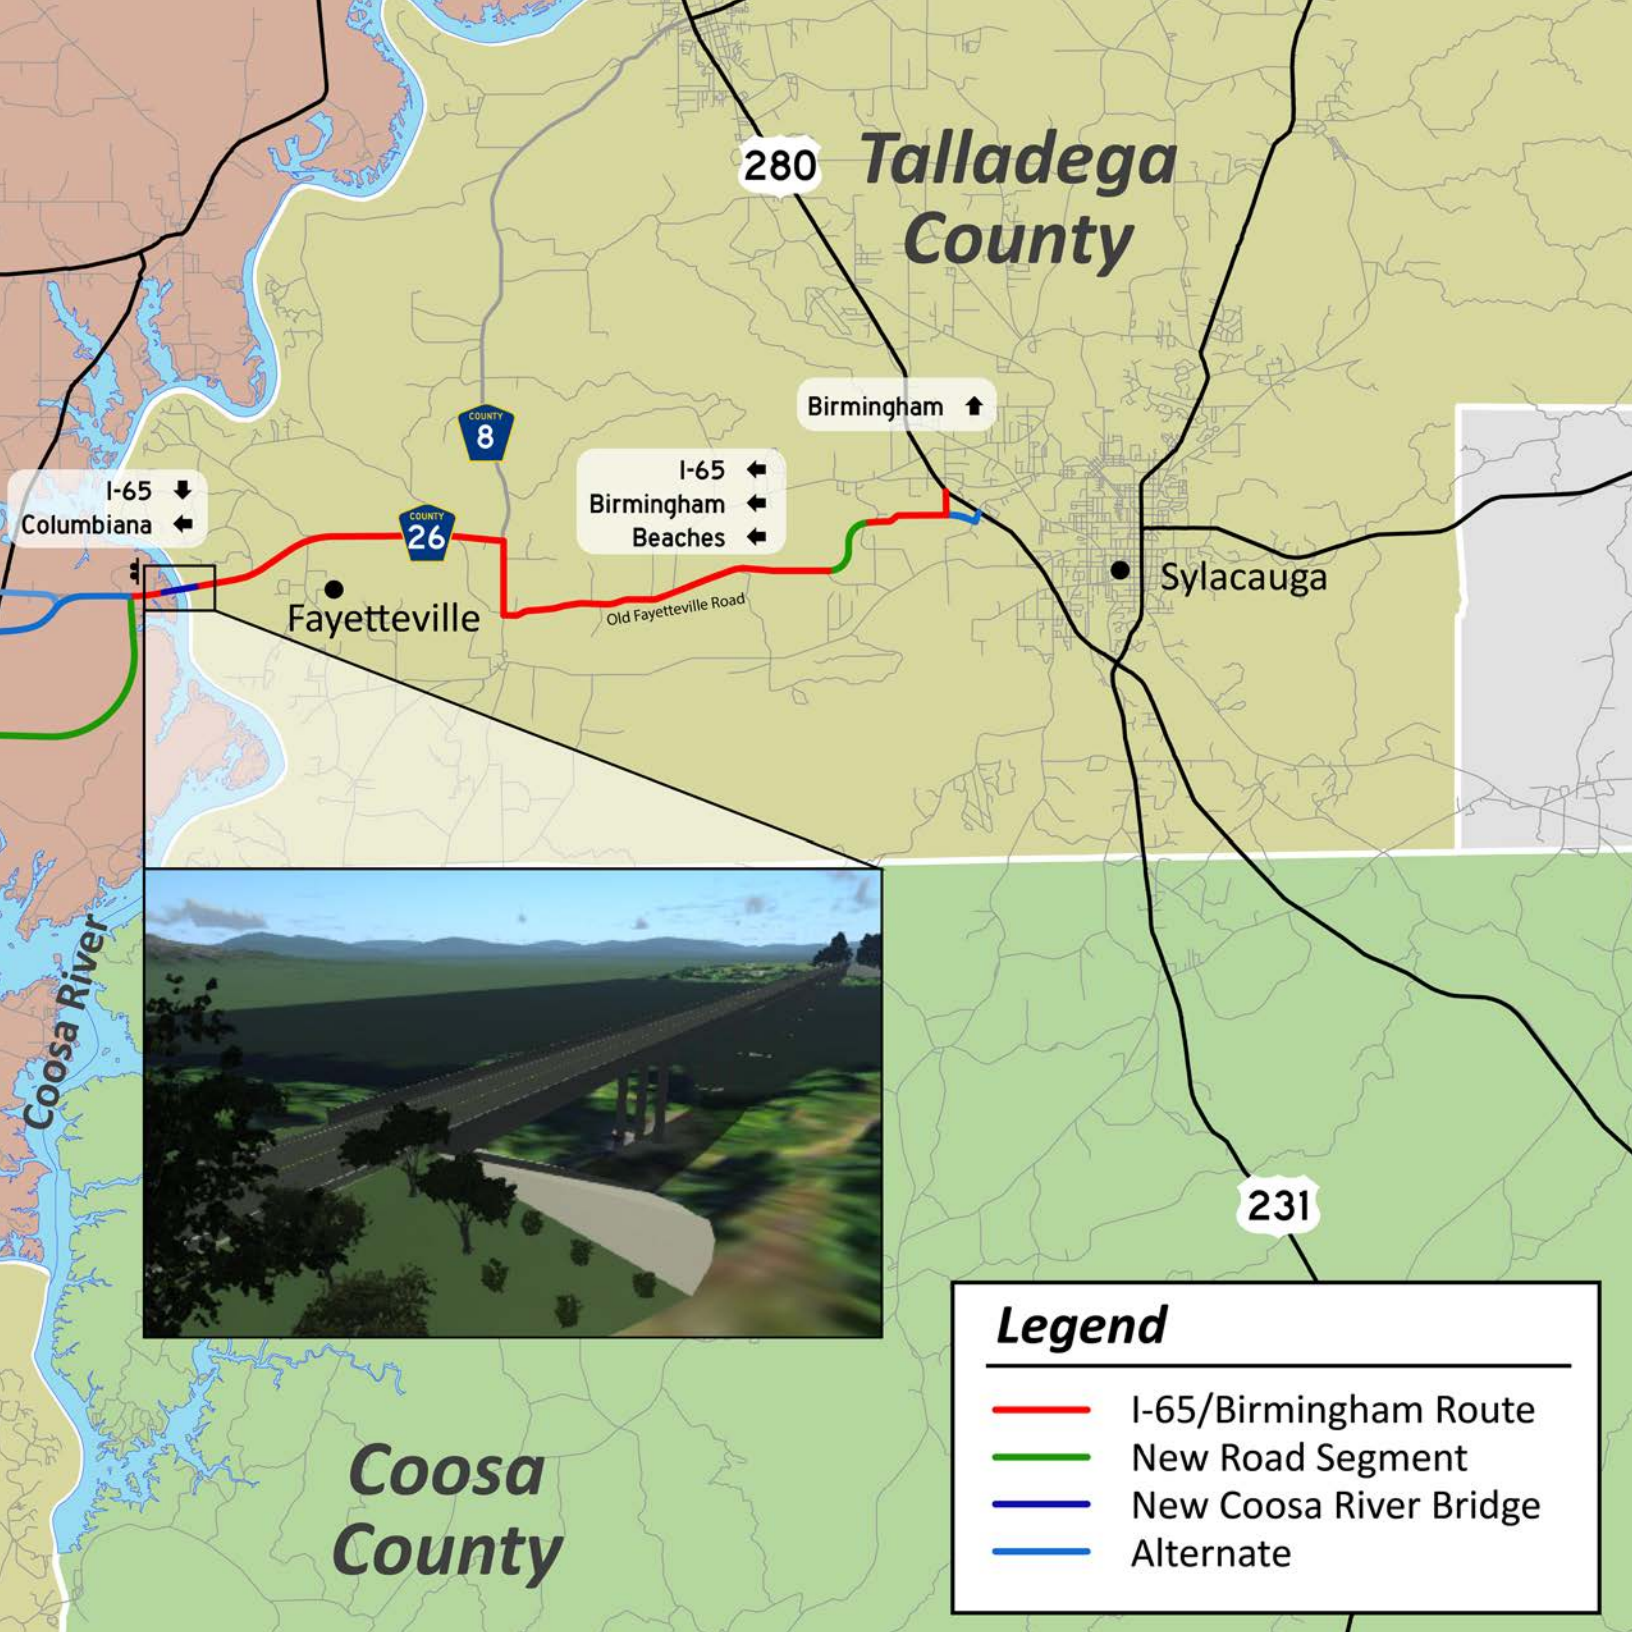 280
Talladega
County
Birmingham
COUNTY
8
I-65
Birmingham
Beaches
I-65
Columbiana
COUNTY
26
Sylacauga
Fayetteville
Old Fayetteville Road
Coosa River
231
Legend
I-65/Birmingham Route
New Road Segment
New Coosa River Bridge
Alternate
Coosa
County